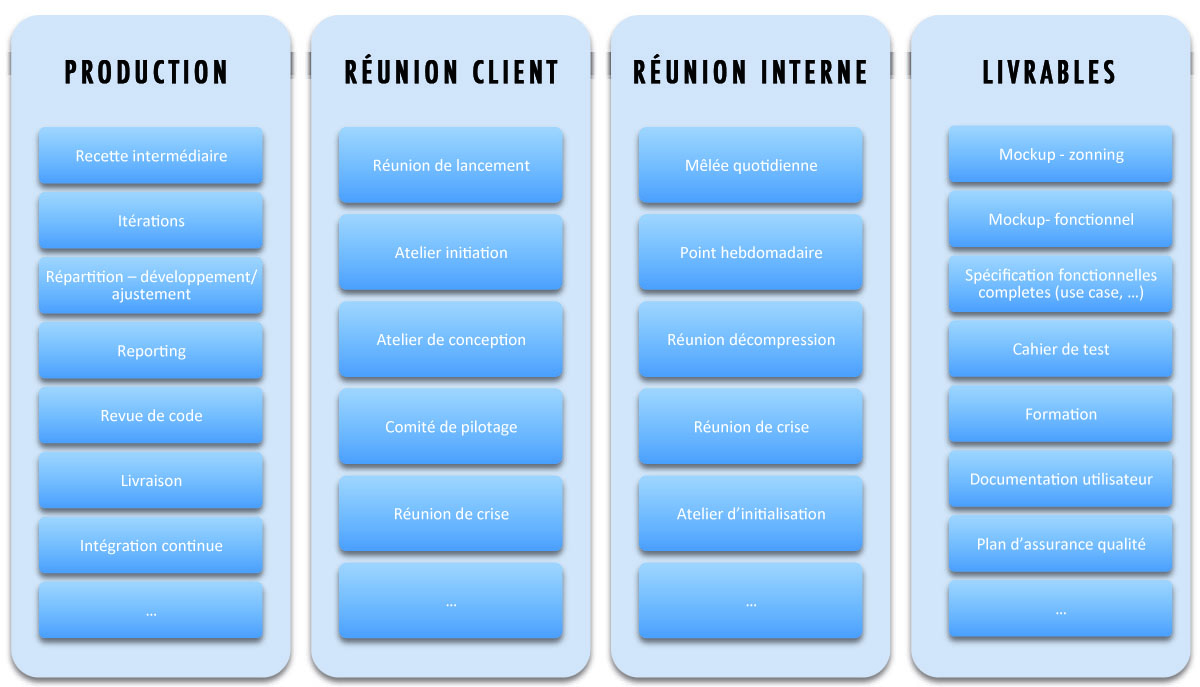 PRODUCTION
Recette intermédiaire
Itérations
Répartition – développement/
ajustement
Reporting
Revue de code
Livraison
Intégration continue
...
RÉUNION CLIENT
Réunion de lancement
Atelier initiation
Atelier de conception
Comité de pilotage
Réunion de crise
...
RÉUNION INTERNE
Mêlée quotidienne
Point hebdomadaire
Réunion décompression
Réunion de crise
Atelier d’initialisation
...
LIVRABLES
Mockup - zonning
Mockup- fonctionnel
Spécification fonctionnelles
completes (use case, ...)
Cahier de test
Formation
Documentation utilisateur
Plan d’assurance qualité
...